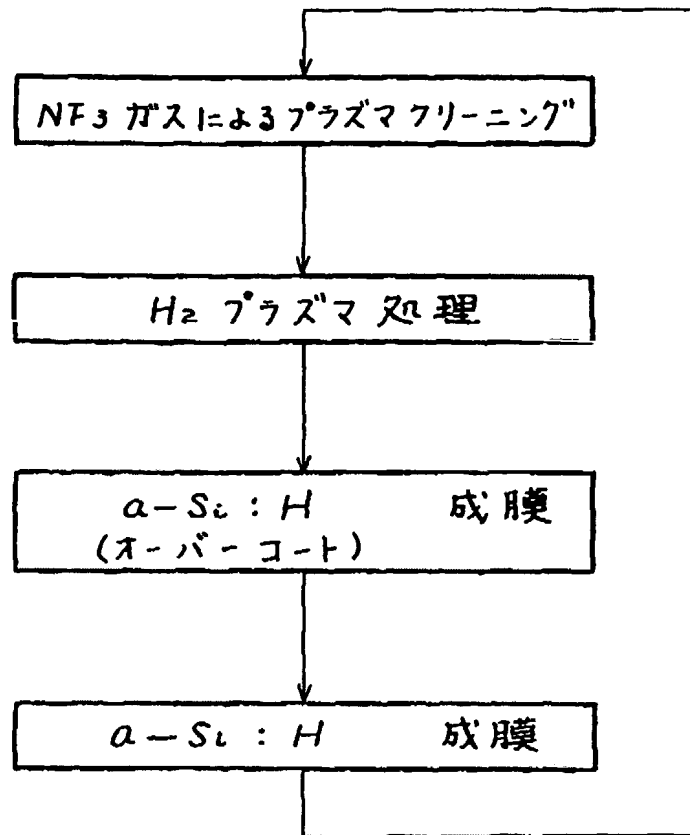 NF3 ガスによるプラズマクリーニング
H2 プラズマ 処理
a-Si : H 成膜
(オーバーコート)
a-Si : H 成膜